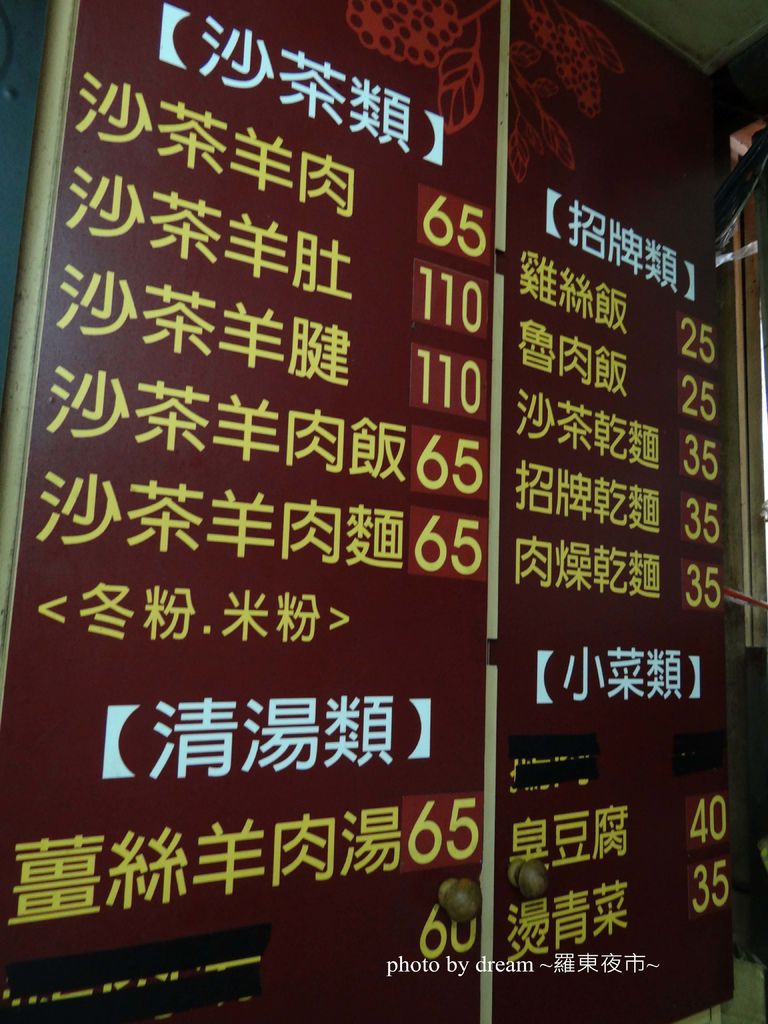 【沙茶類】
沙茶羊肉 65
沙茶羊肚 110
沙茶羊腱 110
沙茶羊肉飯 65
沙茶羊肉麵 65
<冬粉.米粉>
【清湯類】
薑絲羊肉湯 65
60
【招牌類】
雞絲飯 25
魯肉飯 25
沙茶乾麵 35
招牌乾麵 35
肉燥乾麵 35
【小菜類】
臭豆腐 40
燙青菜 35
photo by dream ~羅東夜市~